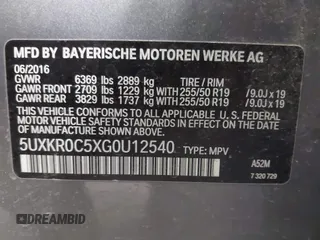 MFD BY BAYERISCHE MOTOREN WERKE AG
06/2016
GVWR 6369 lbs 2889 kg TIRE / RIM
GAWR FRONT 2709 lbs 1229 kg WITH 255/50 R19 / 9.0J x 19
GAWR REAR 3829 lbs 1737 kg WITH 255/50 R19 / 9.0J x 19
THIS VEHICLE CONFORMS TO ALL APPLICABLE
U.S. FEDERAL MOTOR VEHICLE SAFETY
STANDARDS IN EFFECT ON THE DATE OF
MANUFACTURE SHOWN ABOVE.
5UXKR0C5XG0U12540 TYPE: MPV
A52M
7 320 729
DREAMBID